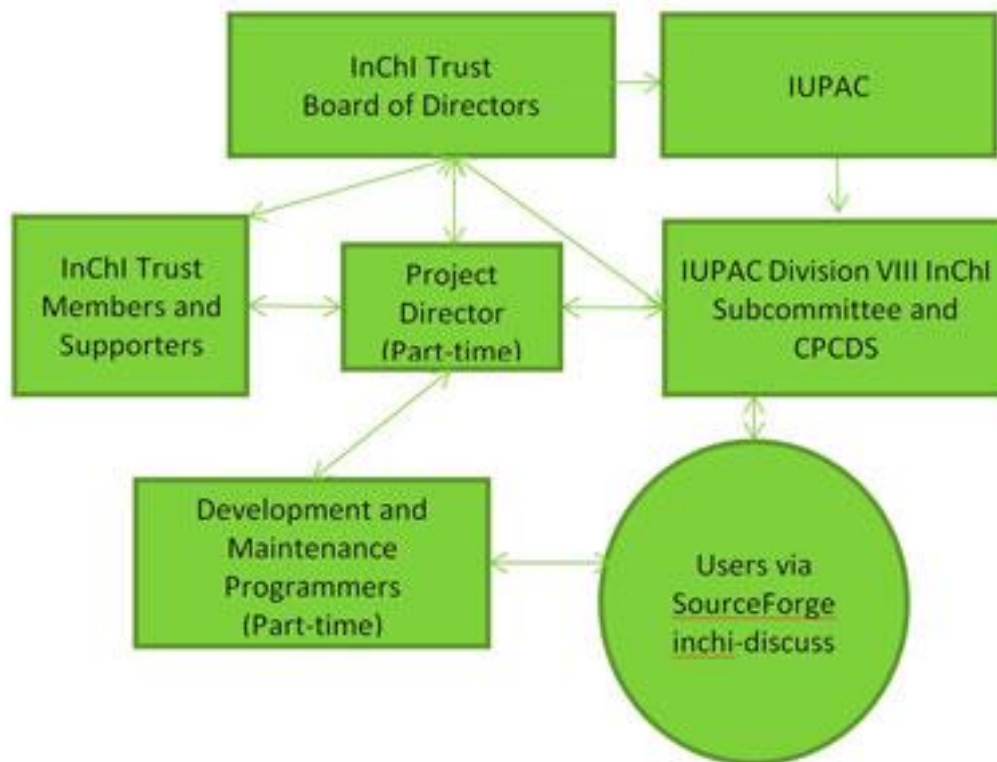 InChI Trust
Board of Directors
IUPAC
InChI Trust
Members and
Supporters
Project
Director
(Part-time)
IUPAC Division VIII InChI
Subcommittee and
CPCDS
Development and
Maintenance
Programmers
(Part-time)
Users via
SourceForge
inchi-discuss